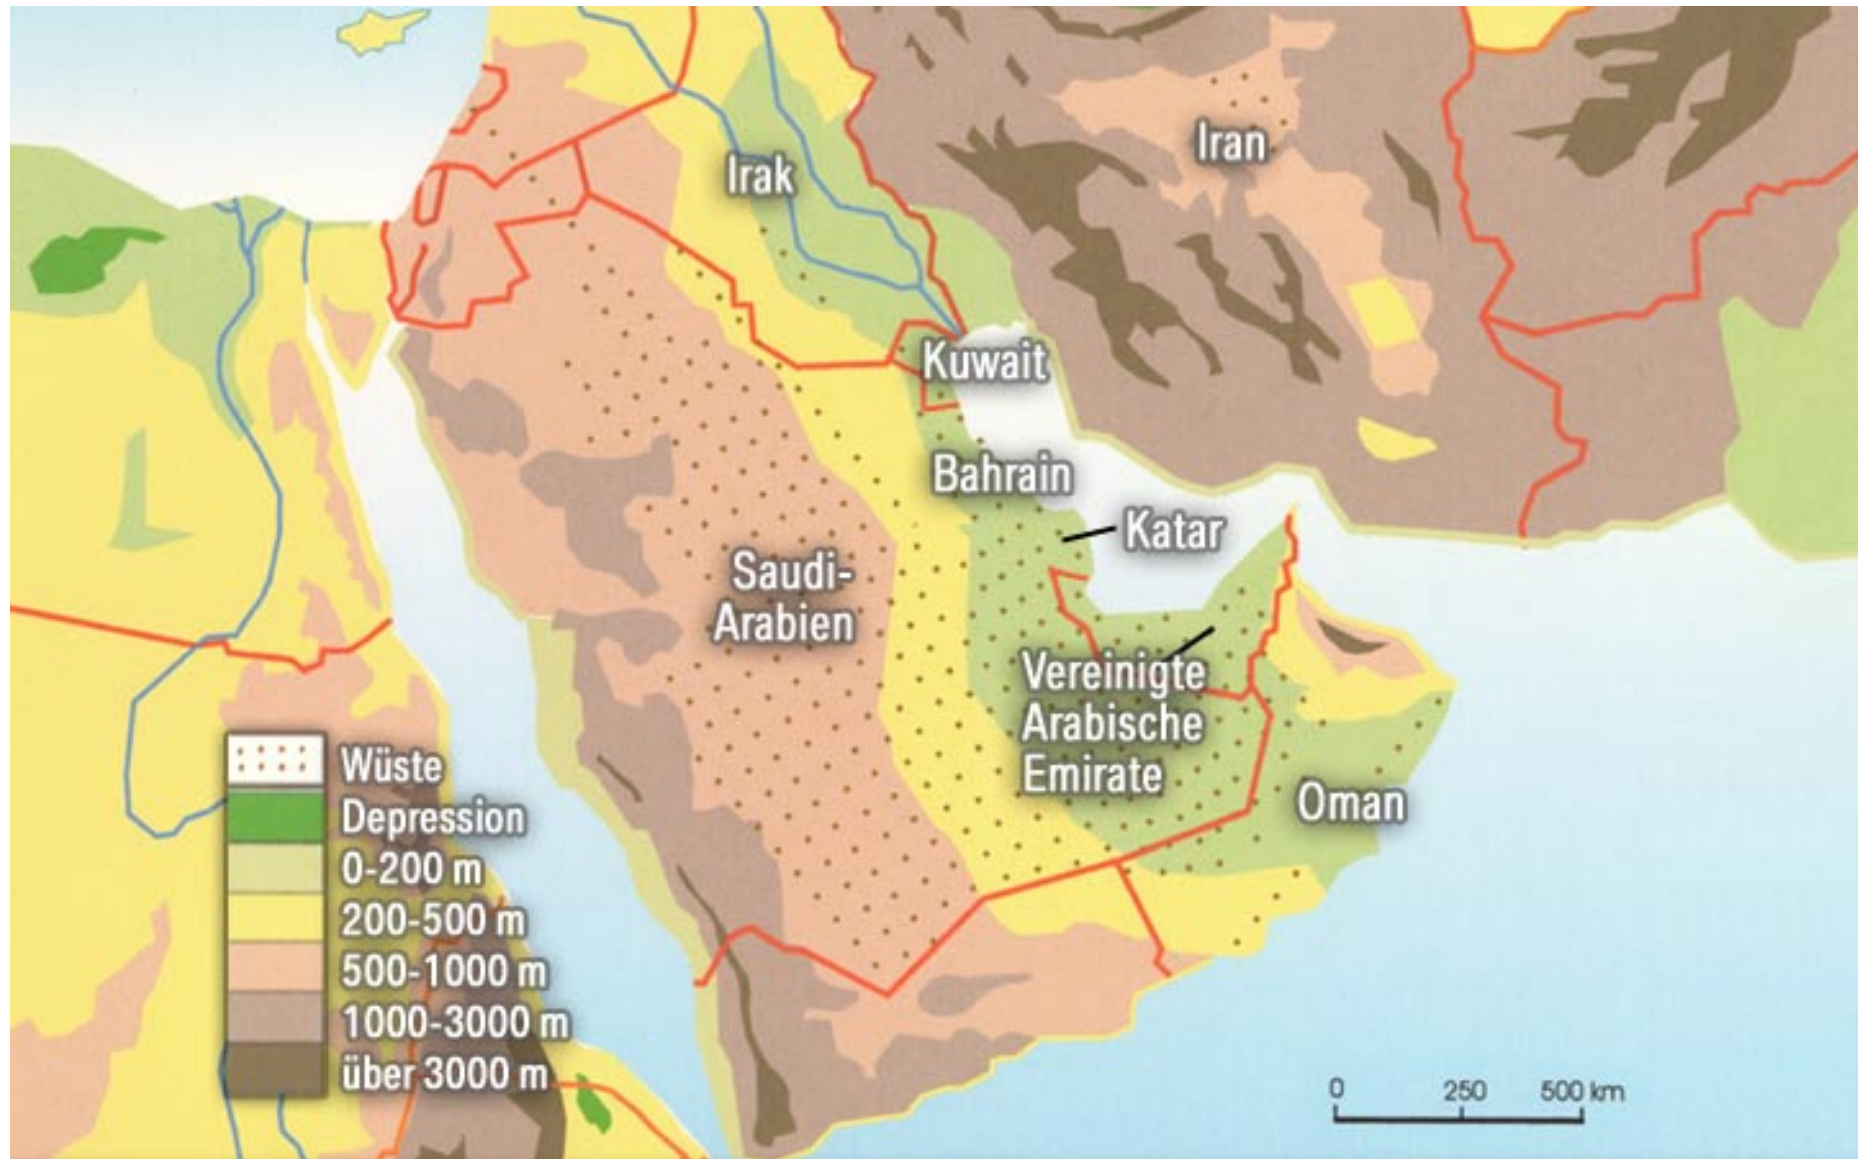 Irak
Iran
Kuwait
Bahrain
Katar
Saudi-
Arabien
Vereinigte
Arabische
Emirate
Oman
Wüste
Depression
0-200 m
200-500 m
500-1000 m
1000-3000 m
über 3000 m
0 250 500 km